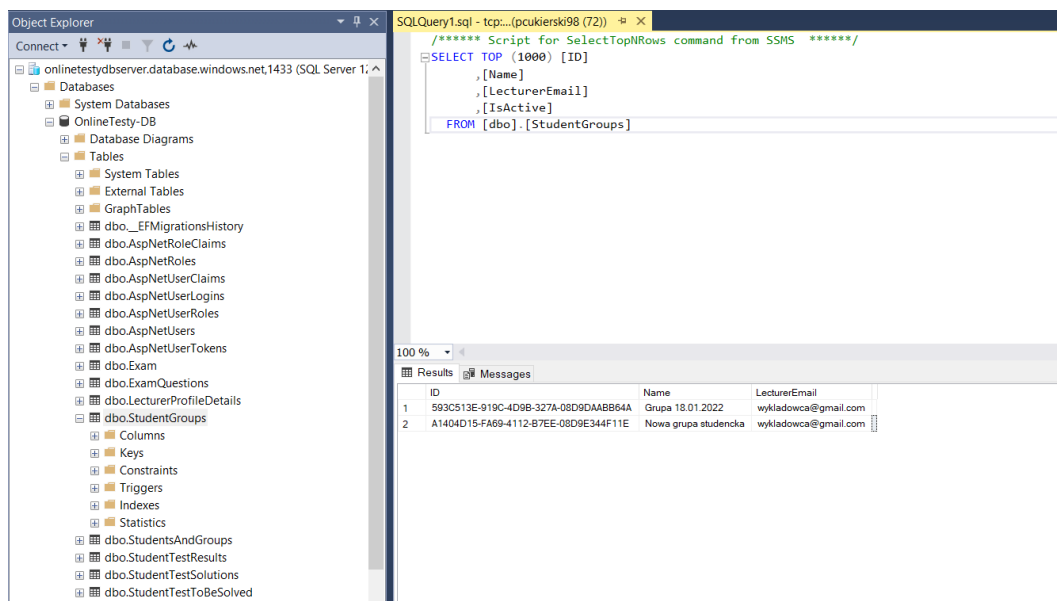 Object Explorer
Connect
onlinetestydbserver.database.windows.net,1433 (SQL Server 12
Databases
System Databases
OnlineTesty-DB
Database Diagrams
Tables
System Tables
External Tables
GraphTables
dbo.__EFMigrationsHistory
dbo.AspNetRoleClaims
dbo.AspNetRoles
dbo.AspNetUserClaims
dbo.AspNetUserLogins
dbo.AspNetUserRoles
dbo.AspNetUsers
dbo.AspNetUserTokens
dbo.Exam
dbo.ExamQuestions
dbo.LecturerProfileDetails
dbo.StudentGroups
Columns
Keys
Constraints
Triggers
Indexes
Statistics
dbo.StudentsAndGroups
dbo.StudentTestResults
dbo.StudentTestSolutions
dbo.StudentTestToBeSolved
SQLQuery1.sql - tcp:...(pcukierski98 (72))
/****** Script for SelectTopNRows command from SSMS ******/
SELECT TOP (1000) [ID]
,[Name]
,[LecturerEmail]
,[IsActive]
FROM [dbo].[StudentGroups]
100 %
Results Messages
ID Name LecturerEmail
1 593C513E-919C-4D9B-327A-08D9DAABB64A Grupa 18.01.2022 wykladowca@gmail.com
2 A1404D15-FA69-4112-B7EE-08D9E344F11E Nowa grupa studencka wykladowca@gmail.com